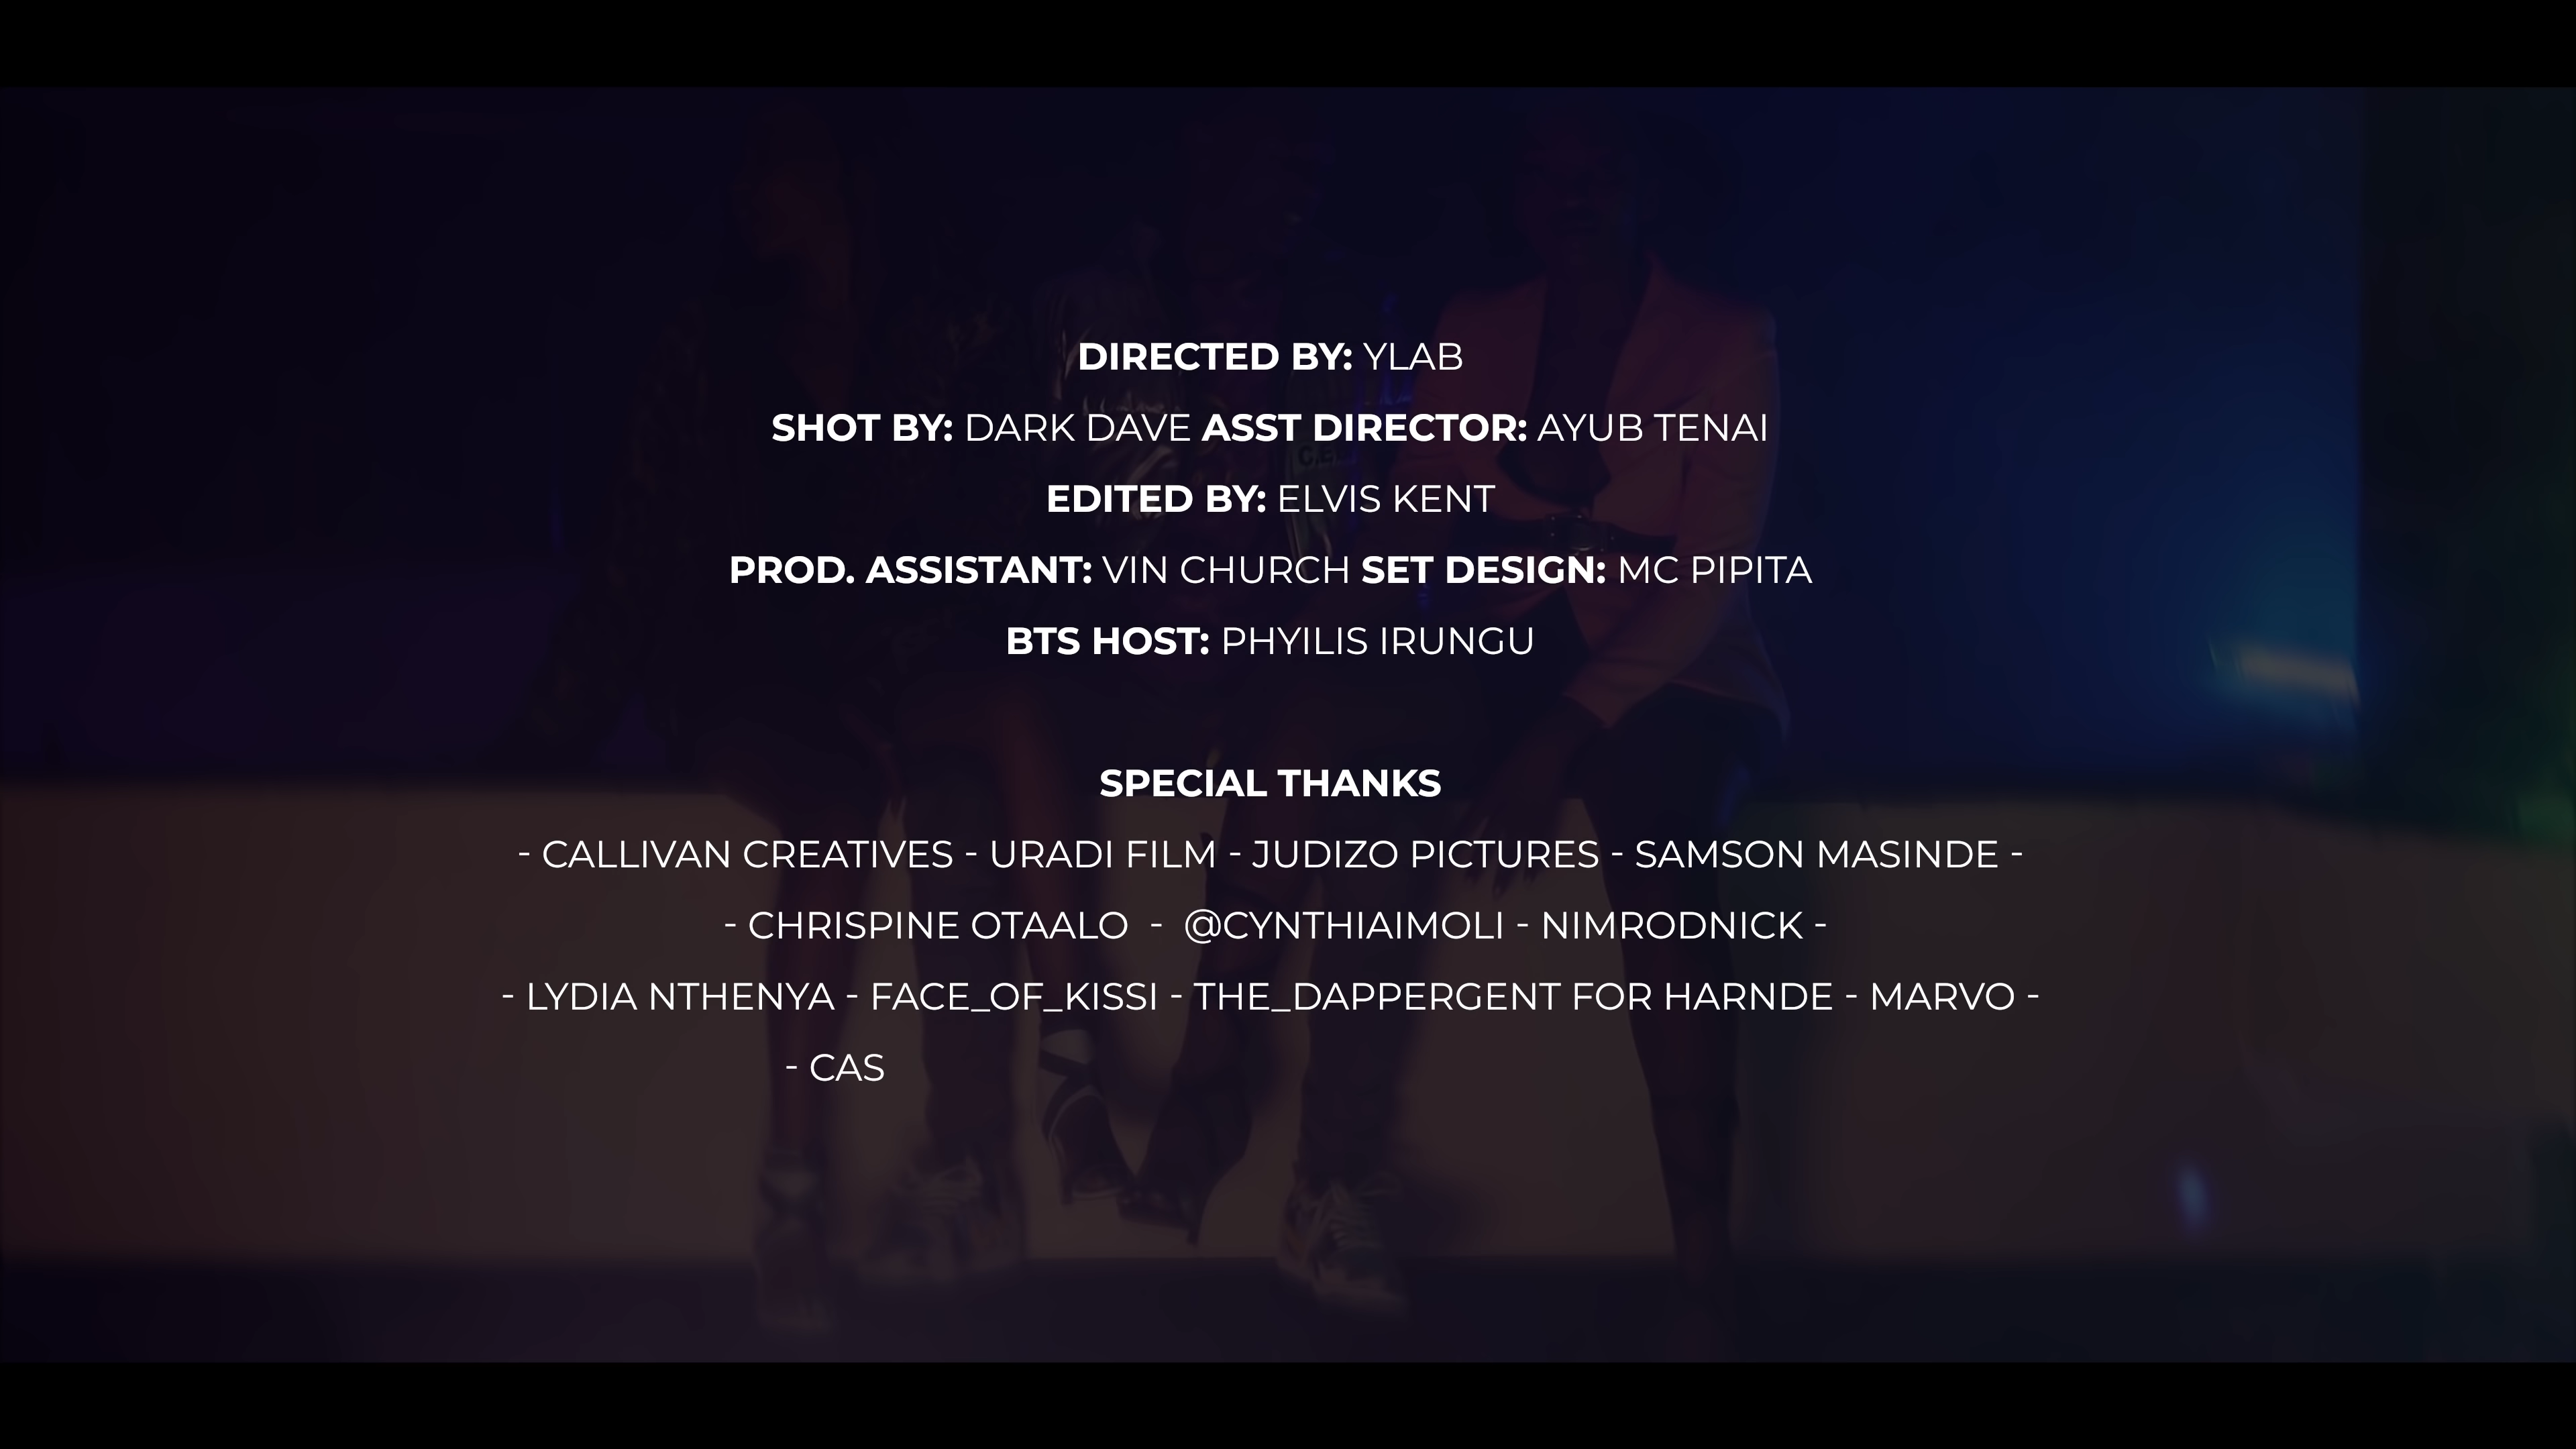 DIRECTED BY: YLAB
SHOT BY: DARK DAVE ASST DIRECTOR: AYUB TENAI
EDITED BY: ELVIS KENT
PROD. ASSISTANT: VIN CHURCH SET DESIGN: MC PIPITA
BTS HOST: PHYILIS IRUNGU
SPECIAL THANKS
- CALLIVAN CREATIVES - URADI FILM - JUDIZO PICTURES - SAMSON MASINDE -
- CHRISPINE OTAALO - @CYNTHIAIMOLI - NIMRODNICK -
- LYDIA NTHENYA - FACE_OF_KISSI - THE_DAPPERGENT FOR HARNDE - MARVO -
- CAS